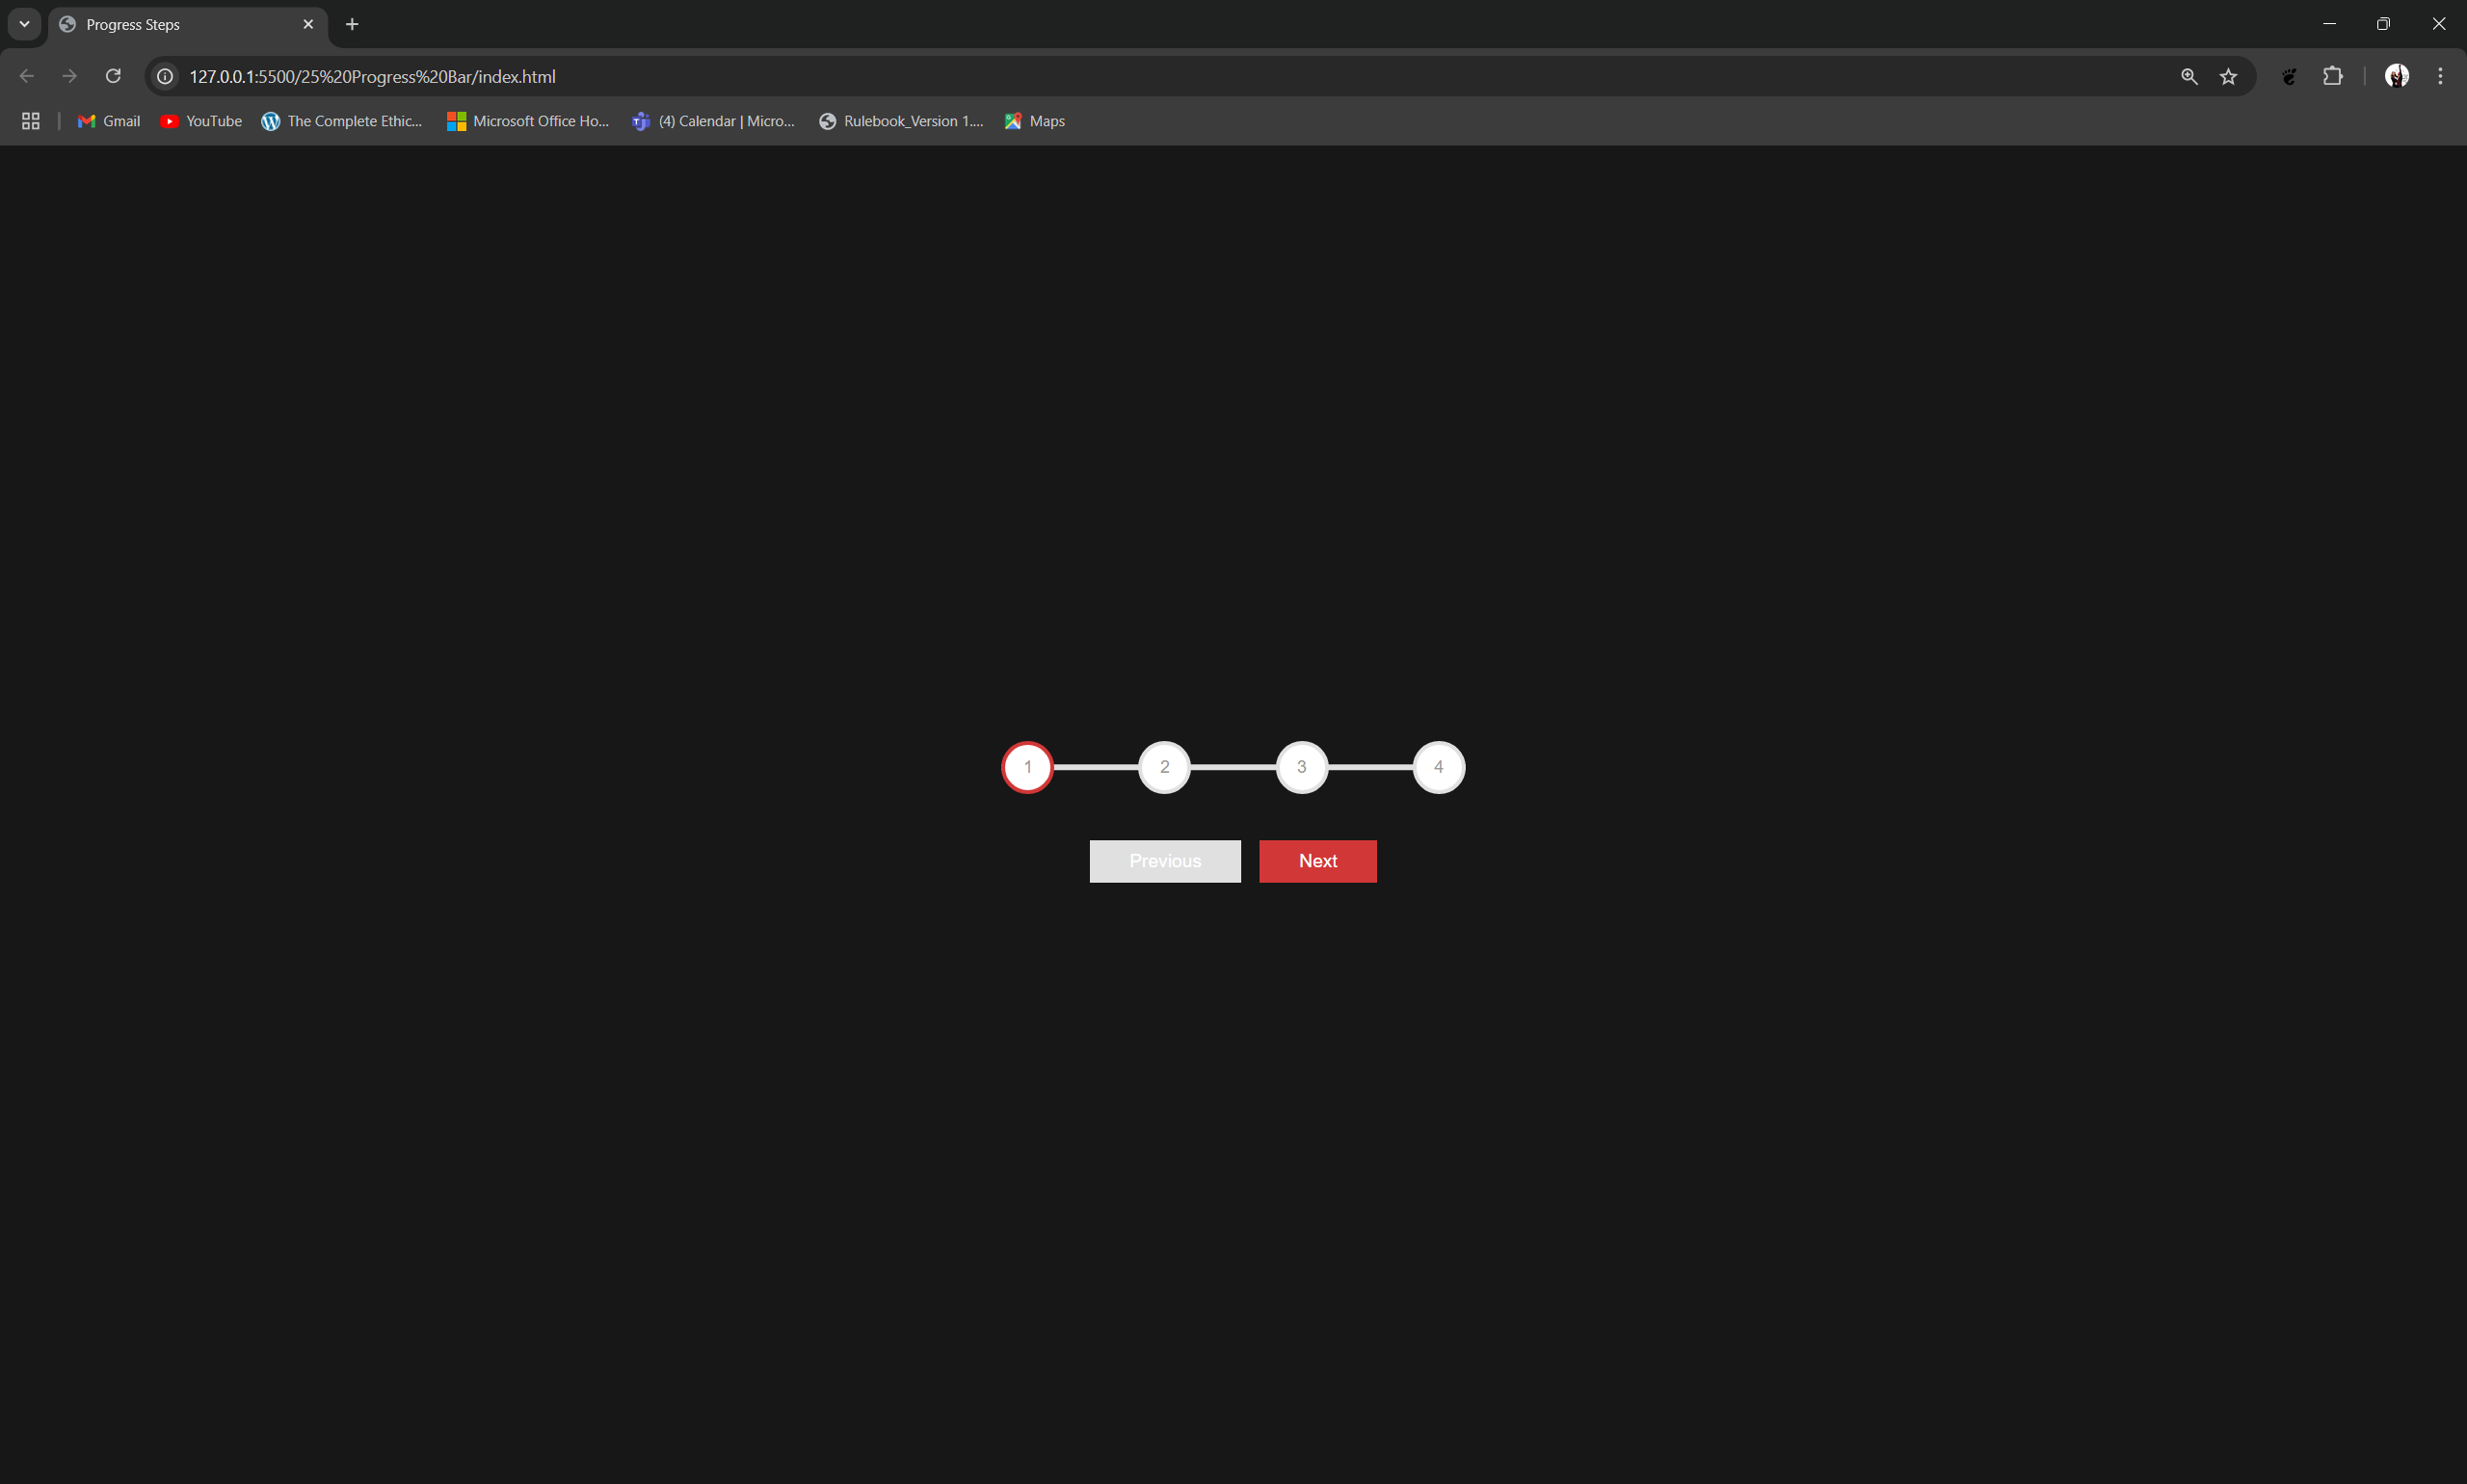 Progress Steps
127.0.0.1:5500/25%20Progress%20Bar/index.html
Gmail YouTube The Complete Ethic... Microsoft Office Ho... (4) Calendar | Micro... Rulebook_Version 1.... Maps
1 2 3 4
Previous Next